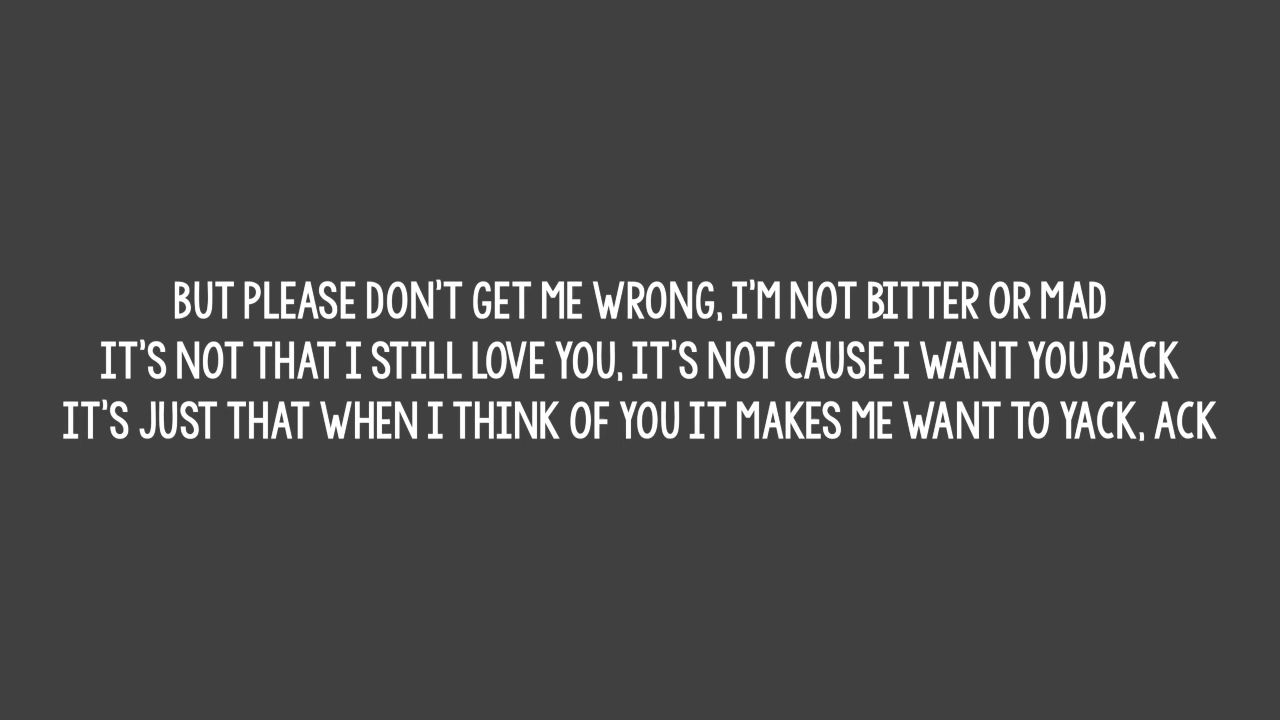 BUT PLEASE DON'T GET ME WRONG, I'M NOT BITTER OR MAD
IT'S NOT THAT I STILL LOVE YOU, IT'S NOT CAUSE I WANT YOU BACK
IT'S JUST THAT WHEN I THINK OF YOU IT MAKES ME WANT TO YACK, ACK